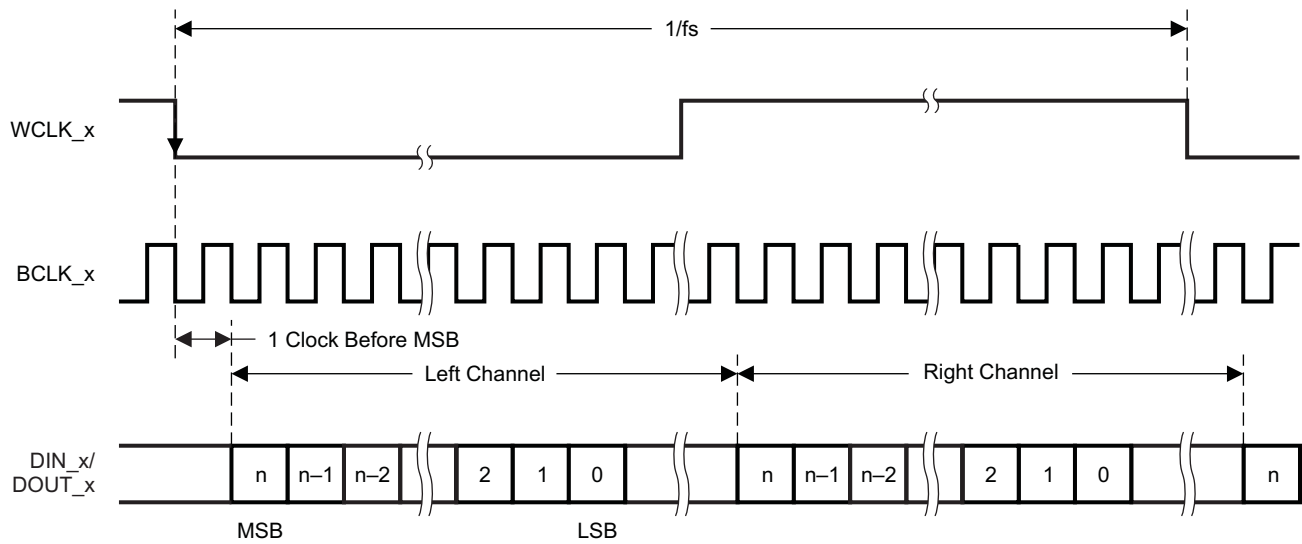 1/fs
WCLK_x
BCLK_x
1 Clock Before MSB
Left Channel
Right Channel
DIN_x/
DOUT_x
n n–1 n–2 2 1 0 n n–1 n–2 2 1 0 n
MSB LSB